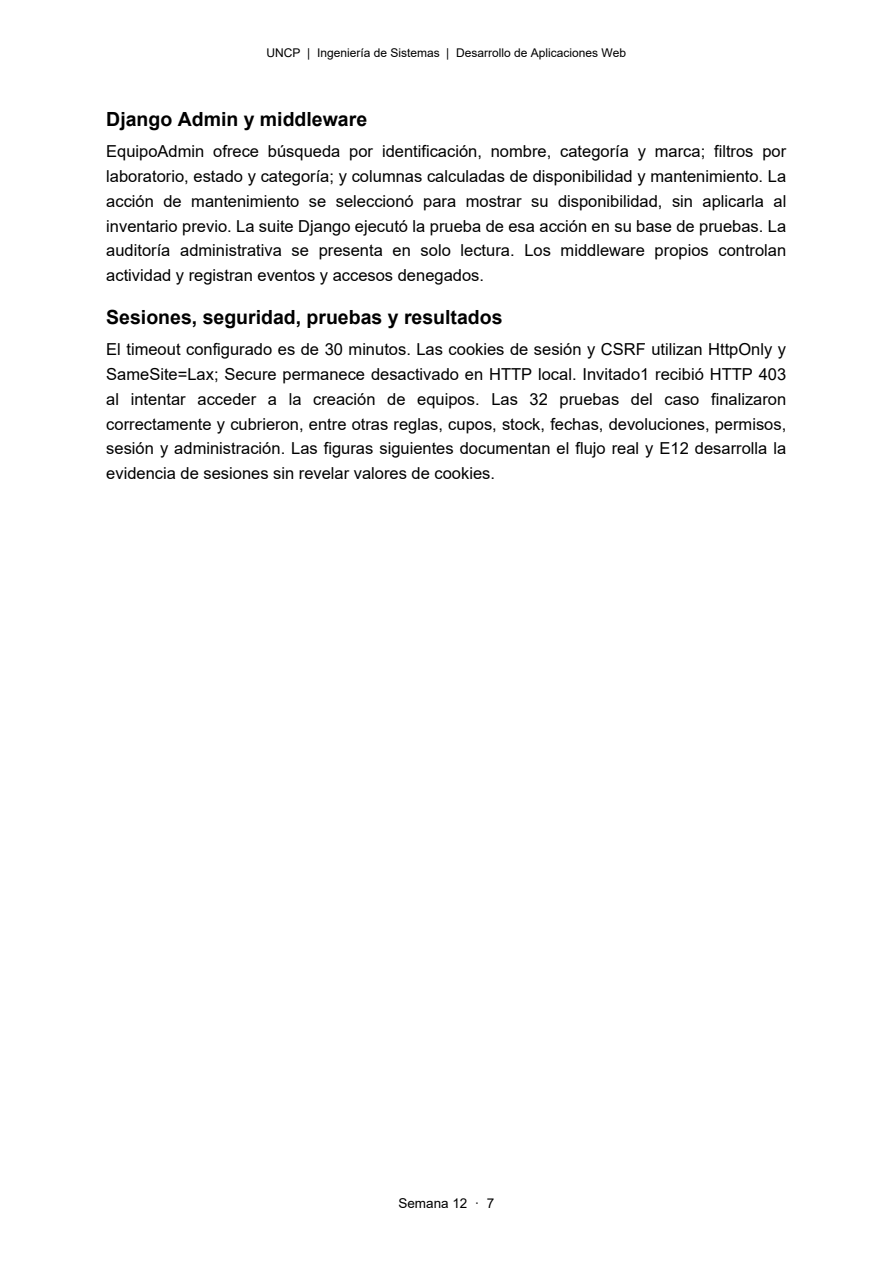 UNCP | Ingeniería de Sistemas | Desarrollo de Aplicaciones Web
Django Admin y middleware
EquipoAdmin ofrece búsqueda por identificación, nombre, categoría y marca; filtros por
laboratorio, estado y categoría; y columnas calculadas de disponibilidad y mantenimiento. La
acción de mantenimiento se seleccionó para mostrar su disponibilidad, sin aplicarla al
inventario previo. La suite Django ejecutó la prueba de esa acción en su base de pruebas. La
auditoría administrativa se presenta en solo lectura. Los middleware propios controlan
actividad y registran eventos y accesos denegados.
Sesiones, seguridad, pruebas y resultados
El timeout configurado es de 30 minutos. Las cookies de sesión y CSRF utilizan HttpOnly y
SameSite=Lax; Secure permanece desactivado en HTTP local. Invitado1 recibió HTTP 403
al intentar acceder a la creación de equipos. Las 32 pruebas del caso finalizaron
correctamente y cubrieron, entre otras reglas, cupos, stock, fechas, devoluciones, permisos,
sesión y administración. Las figuras siguientes documentan el flujo real y E12 desarrolla la
evidencia de sesiones sin revelar valores de cookies.
Semana 12 · 7